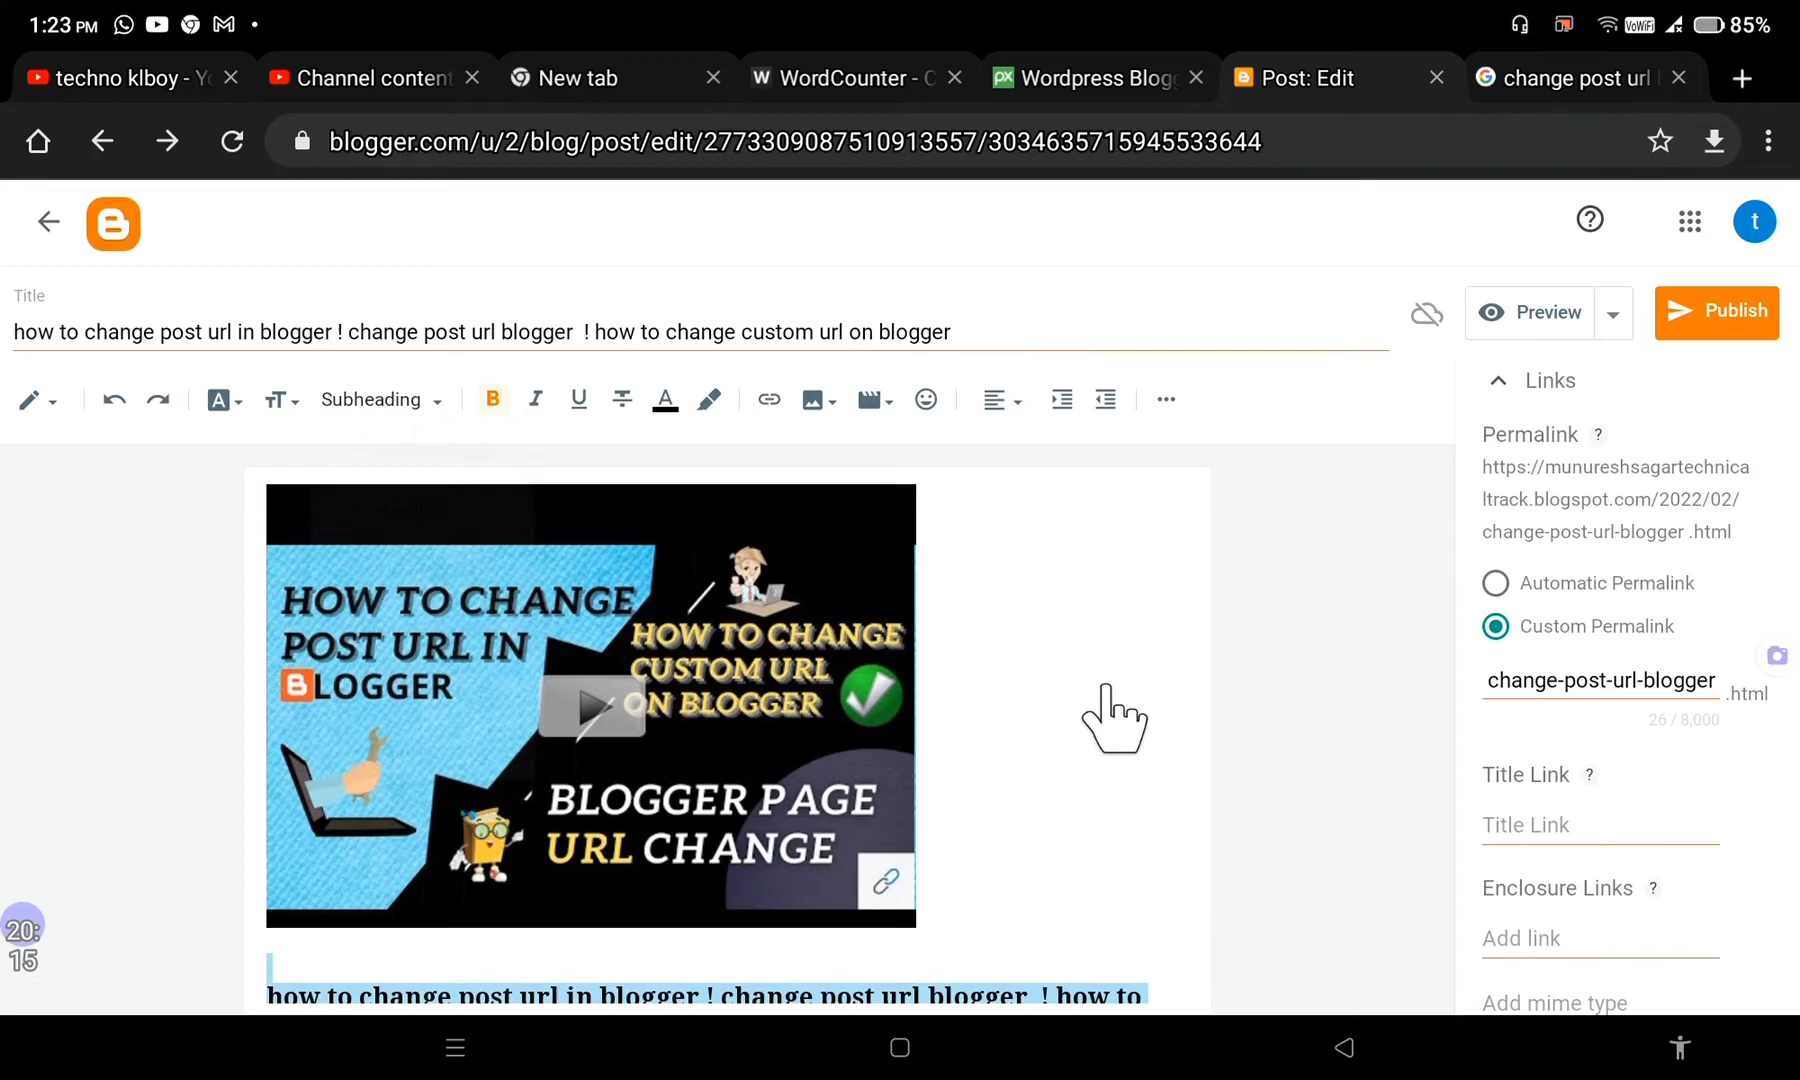 1:23 PM
85%
VoWiFi
techno klboy - Yo
Channel content
New tab
WordCounter - C
Wordpress Blogg
Post: Edit
change post url
blogger.com/u/2/blog/post/edit/2773309087510913557/3034635715945533644
t
Title
how to change post url in blogger ! change post url blogger  ! how to change custom url on blogger
Preview
Publish
Subheading
Links
Permalink ?
https://munureshsagartechnica
ltrack.blogspot.com/2022/02/
change-post-url-blogger .html
Automatic Permalink
Custom Permalink
change-post-url-blogger
.html
26 / 8,000
Title Link ?
Title Link
Enclosure Links ?
Add link
Add mime type
HOW TO CHANGE
POST URL IN
BLOGGER
HOW TO CHANGE
CUSTOM URL
ON BLOGGER
BLOGGER PAGE
URL CHANGE
how to change post url in blogger ! change post url blogger  ! how to
20:
15